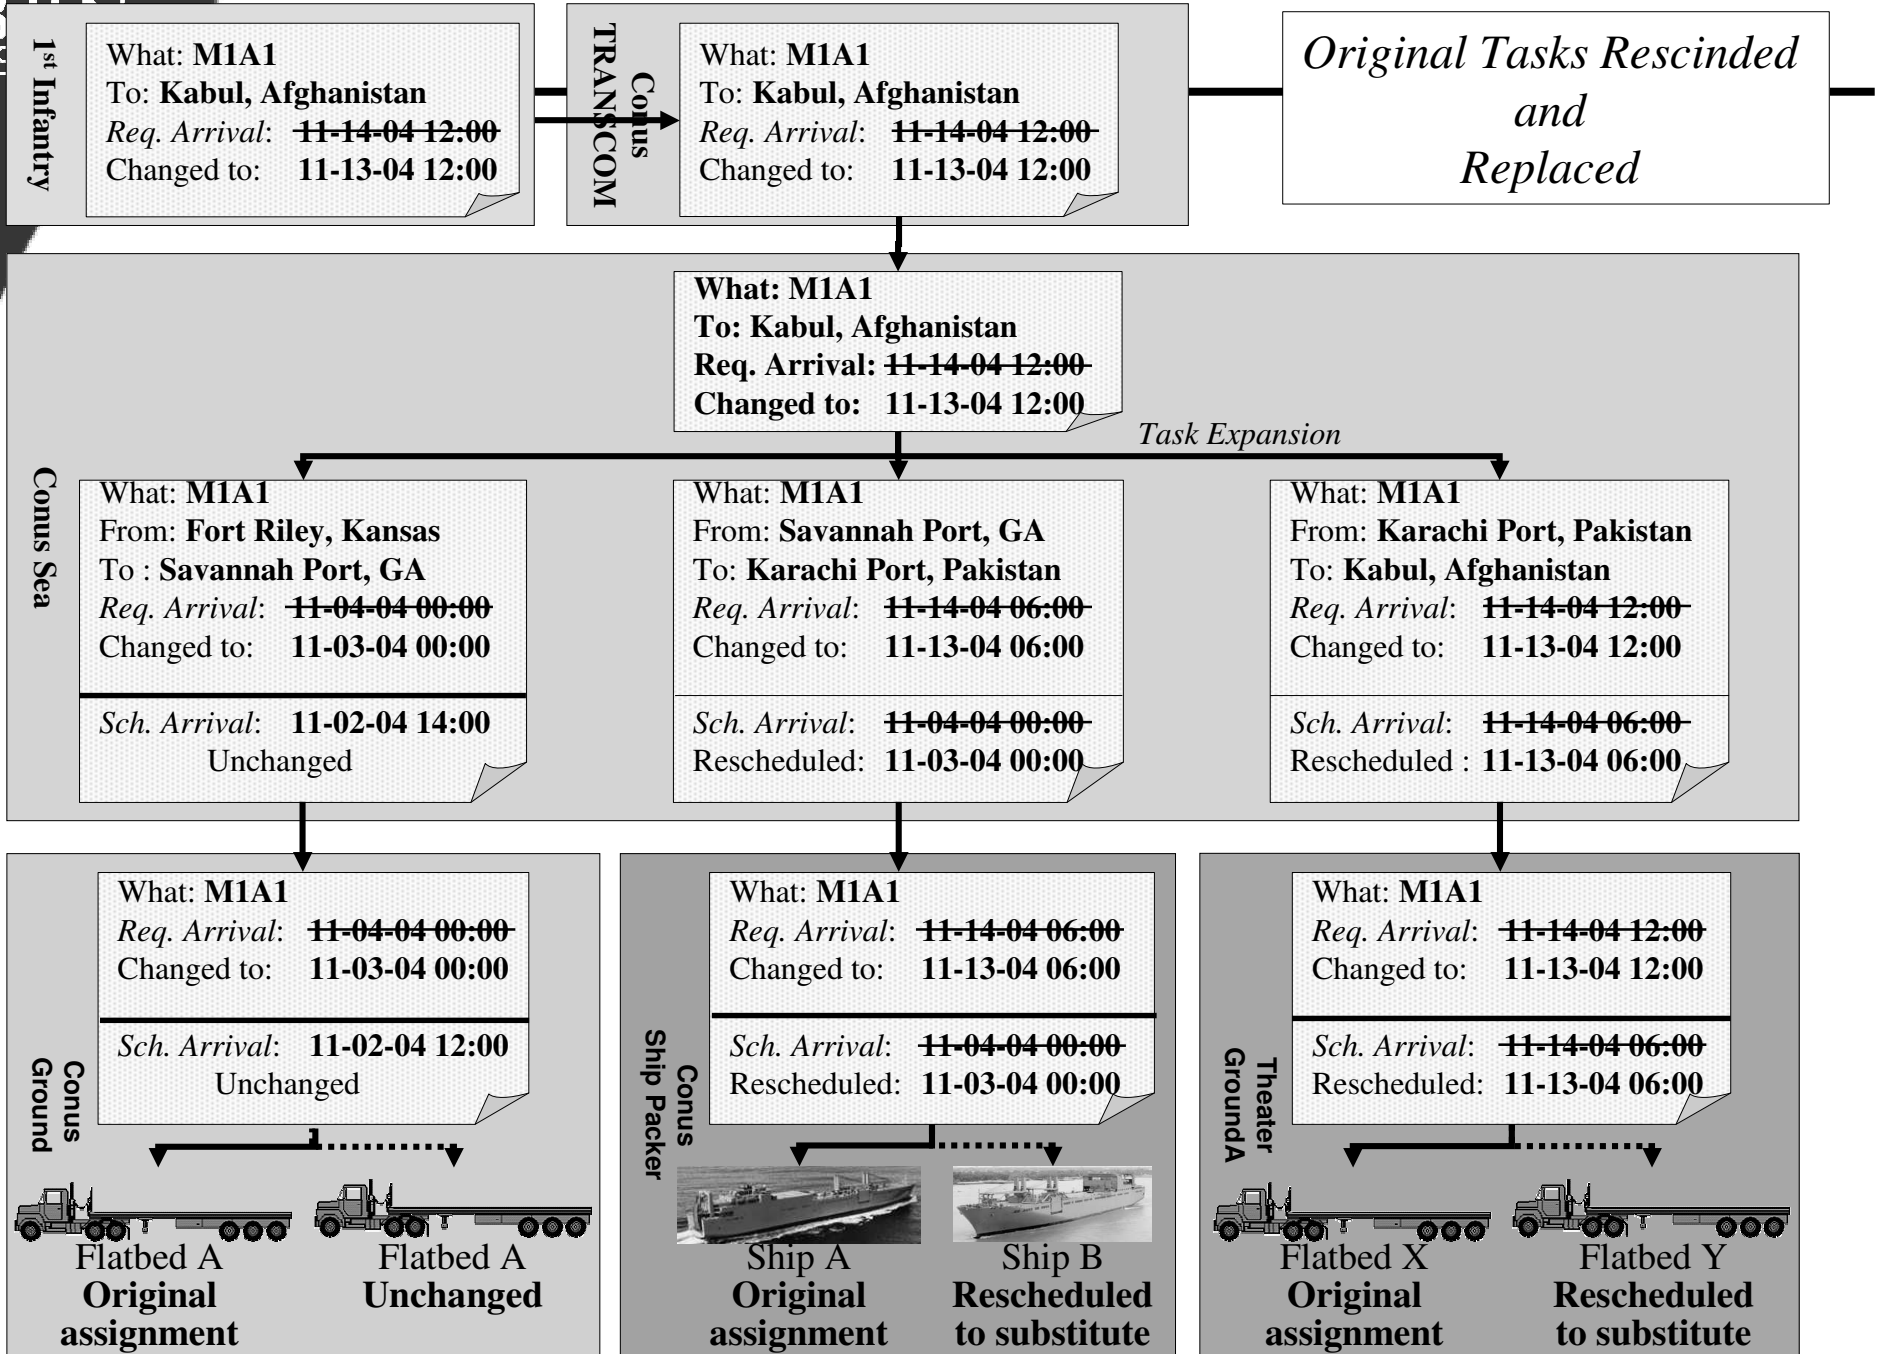 1st Infantry
What: M1A1
To: Kabul, Afghanistan
Req. Arrival: 11-14-04 12:00
Changed to: 11-13-04 12:00
Conus
TRANSCOM
What: M1A1
To: Kabul, Afghanistan
Req. Arrival: 11-14-04 12:00
Changed to: 11-13-04 12:00
Original Tasks Rescinded
and
Replaced
Conus Sea
What: M1A1
To: Kabul, Afghanistan
Req. Arrival: 11-14-04 12:00
Changed to: 11-13-04 12:00
Task Expansion
What: M1A1
From: Fort Riley, Kansas
To : Savannah Port, GA
Req. Arrival: 11-04-04 00:00
Changed to: 11-03-04 00:00
Sch. Arrival: 11-02-04 14:00
Unchanged
What: M1A1
From: Savannah Port, GA
To: Karachi Port, Pakistan
Req. Arrival: 11-14-04 06:00
Changed to: 11-13-04 06:00
Sch. Arrival: 11-04-04 00:00
Rescheduled: 11-03-04 00:00
What: M1A1
From: Karachi Port, Pakistan
To: Kabul, Afghanistan
Req. Arrival: 11-14-04 12:00
Changed to: 11-13-04 12:00
Sch. Arrival: 11-14-04 06:00
Rescheduled : 11-13-04 06:00
Conus
Ground
What: M1A1
Req. Arrival: 11-04-04 00:00
Changed to: 11-03-04 00:00
Sch. Arrival: 11-02-04 12:00
Unchanged
Flatbed A
Original
assignment
Flatbed A
Unchanged
Conus
Ship Packer
What: M1A1
Req. Arrival: 11-14-04 06:00
Changed to: 11-13-04 06:00
Sch. Arrival: 11-04-04 00:00
Rescheduled: 11-03-04 00:00
Ship A
Original
assignment
Ship B
Rescheduled
to substitute
Theater
GroundA
What: M1A1
Req. Arrival: 11-14-04 12:00
Changed to: 11-13-04 12:00
Sch. Arrival: 11-14-04 06:00
Rescheduled: 11-13-04 06:00
Flatbed X
Original
assignment
Flatbed Y
Rescheduled
to substitute